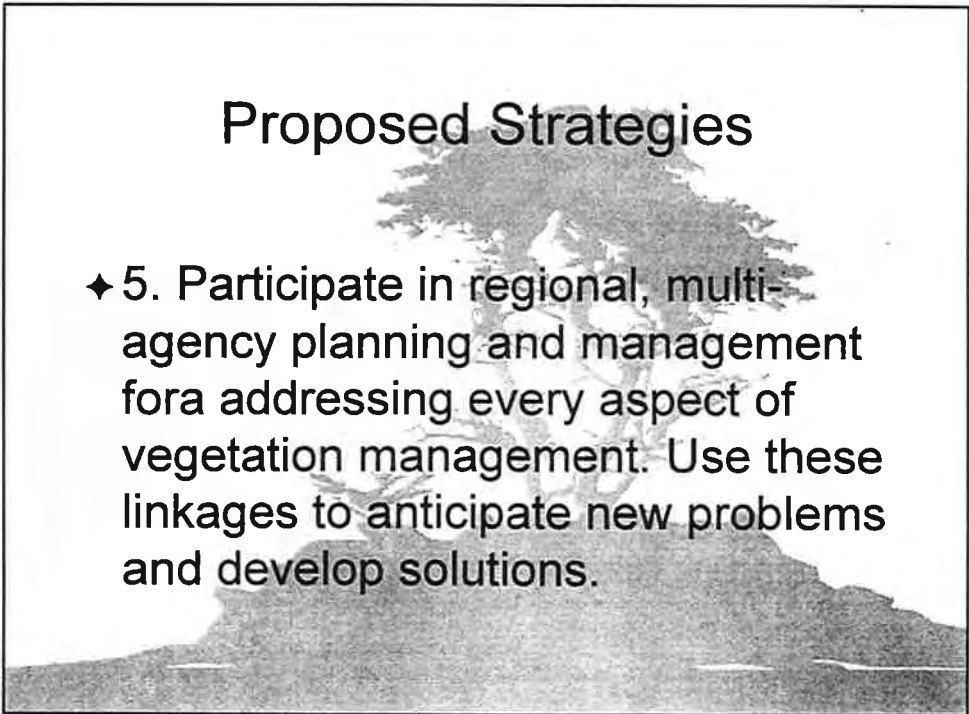 Proposed Strategies
5. Participate in regional, multi-
agency planning and management
fora addressing every aspect of
vegetation management. Use these
linkages to anticipate new problems
and develop solutions.